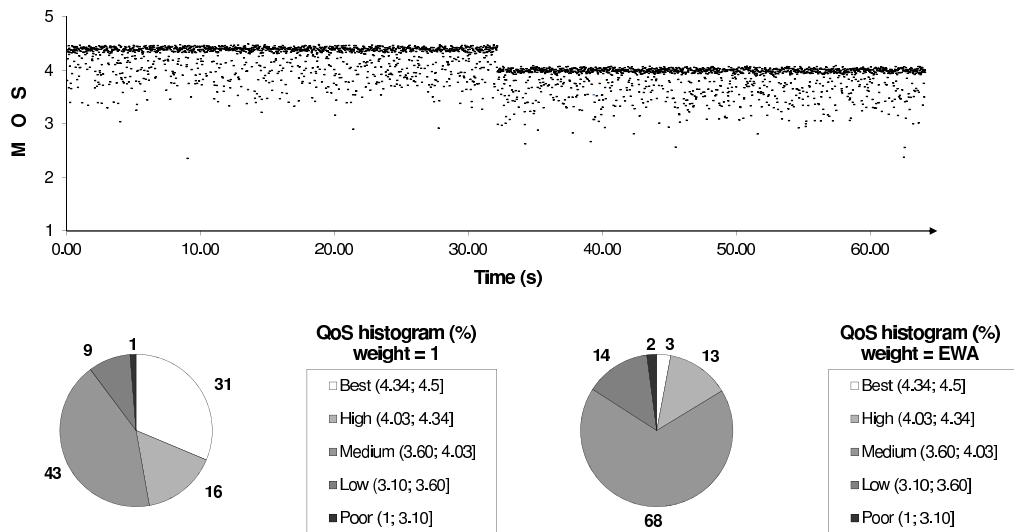 5
4
3
2
1
M O S
0.00 10.00 20.00 30.00 40.00 50.00 60.00
Time (s)
QoS histogram (%)
weight = 1
Best (4.34; 4.5]
High (4.03; 4.34]
Medium (3.60; 4.03]
Low (3.10; 3.60]
Poor (1; 3.10]
9 1
31
43
16
QoS histogram (%)
weight = EWA
Best (4.34; 4.5]
High (4.03; 4.34]
Medium (3.60; 4.03]
Low (3.10; 3.60]
Poor (1; 3.10]
14 2 3 13
68